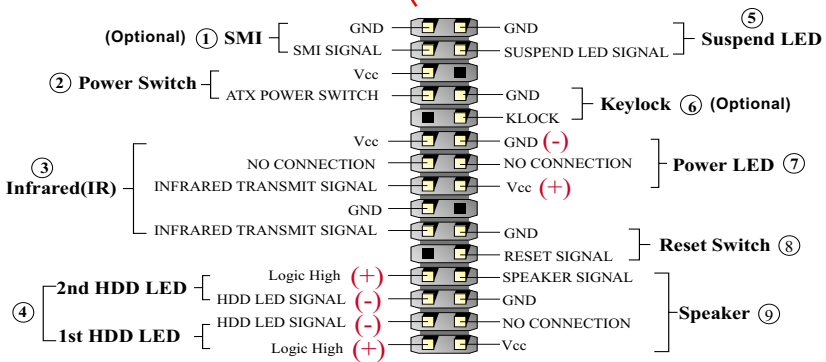 (Optional) ① SMI
GND
SMI SIGNAL
② Power Switch
Vcc
ATX POWER SWITCH
③
Infrared(IR)
Vcc
NO CONNECTION
INFRARED TRANSMIT SIGNAL
GND
INFRARED TRANSMIT SIGNAL
④
2nd HDD LED
Logic High (+)
HDD LED SIGNAL (-)
1st HDD LED
HDD LED SIGNAL (-)
Logic High (+)
⑤
Suspend LED
GND
SUSPEND LED SIGNAL
Keylock ⑥ (Optional)
GND
KLOCK
Power LED ⑦
GND (-)
NO CONNECTION
Vcc (+)
Reset Switch ⑧
GND
RESET SIGNAL
Speaker ⑨
SPEAKER SIGNAL
GND
NO CONNECTION
Vcc